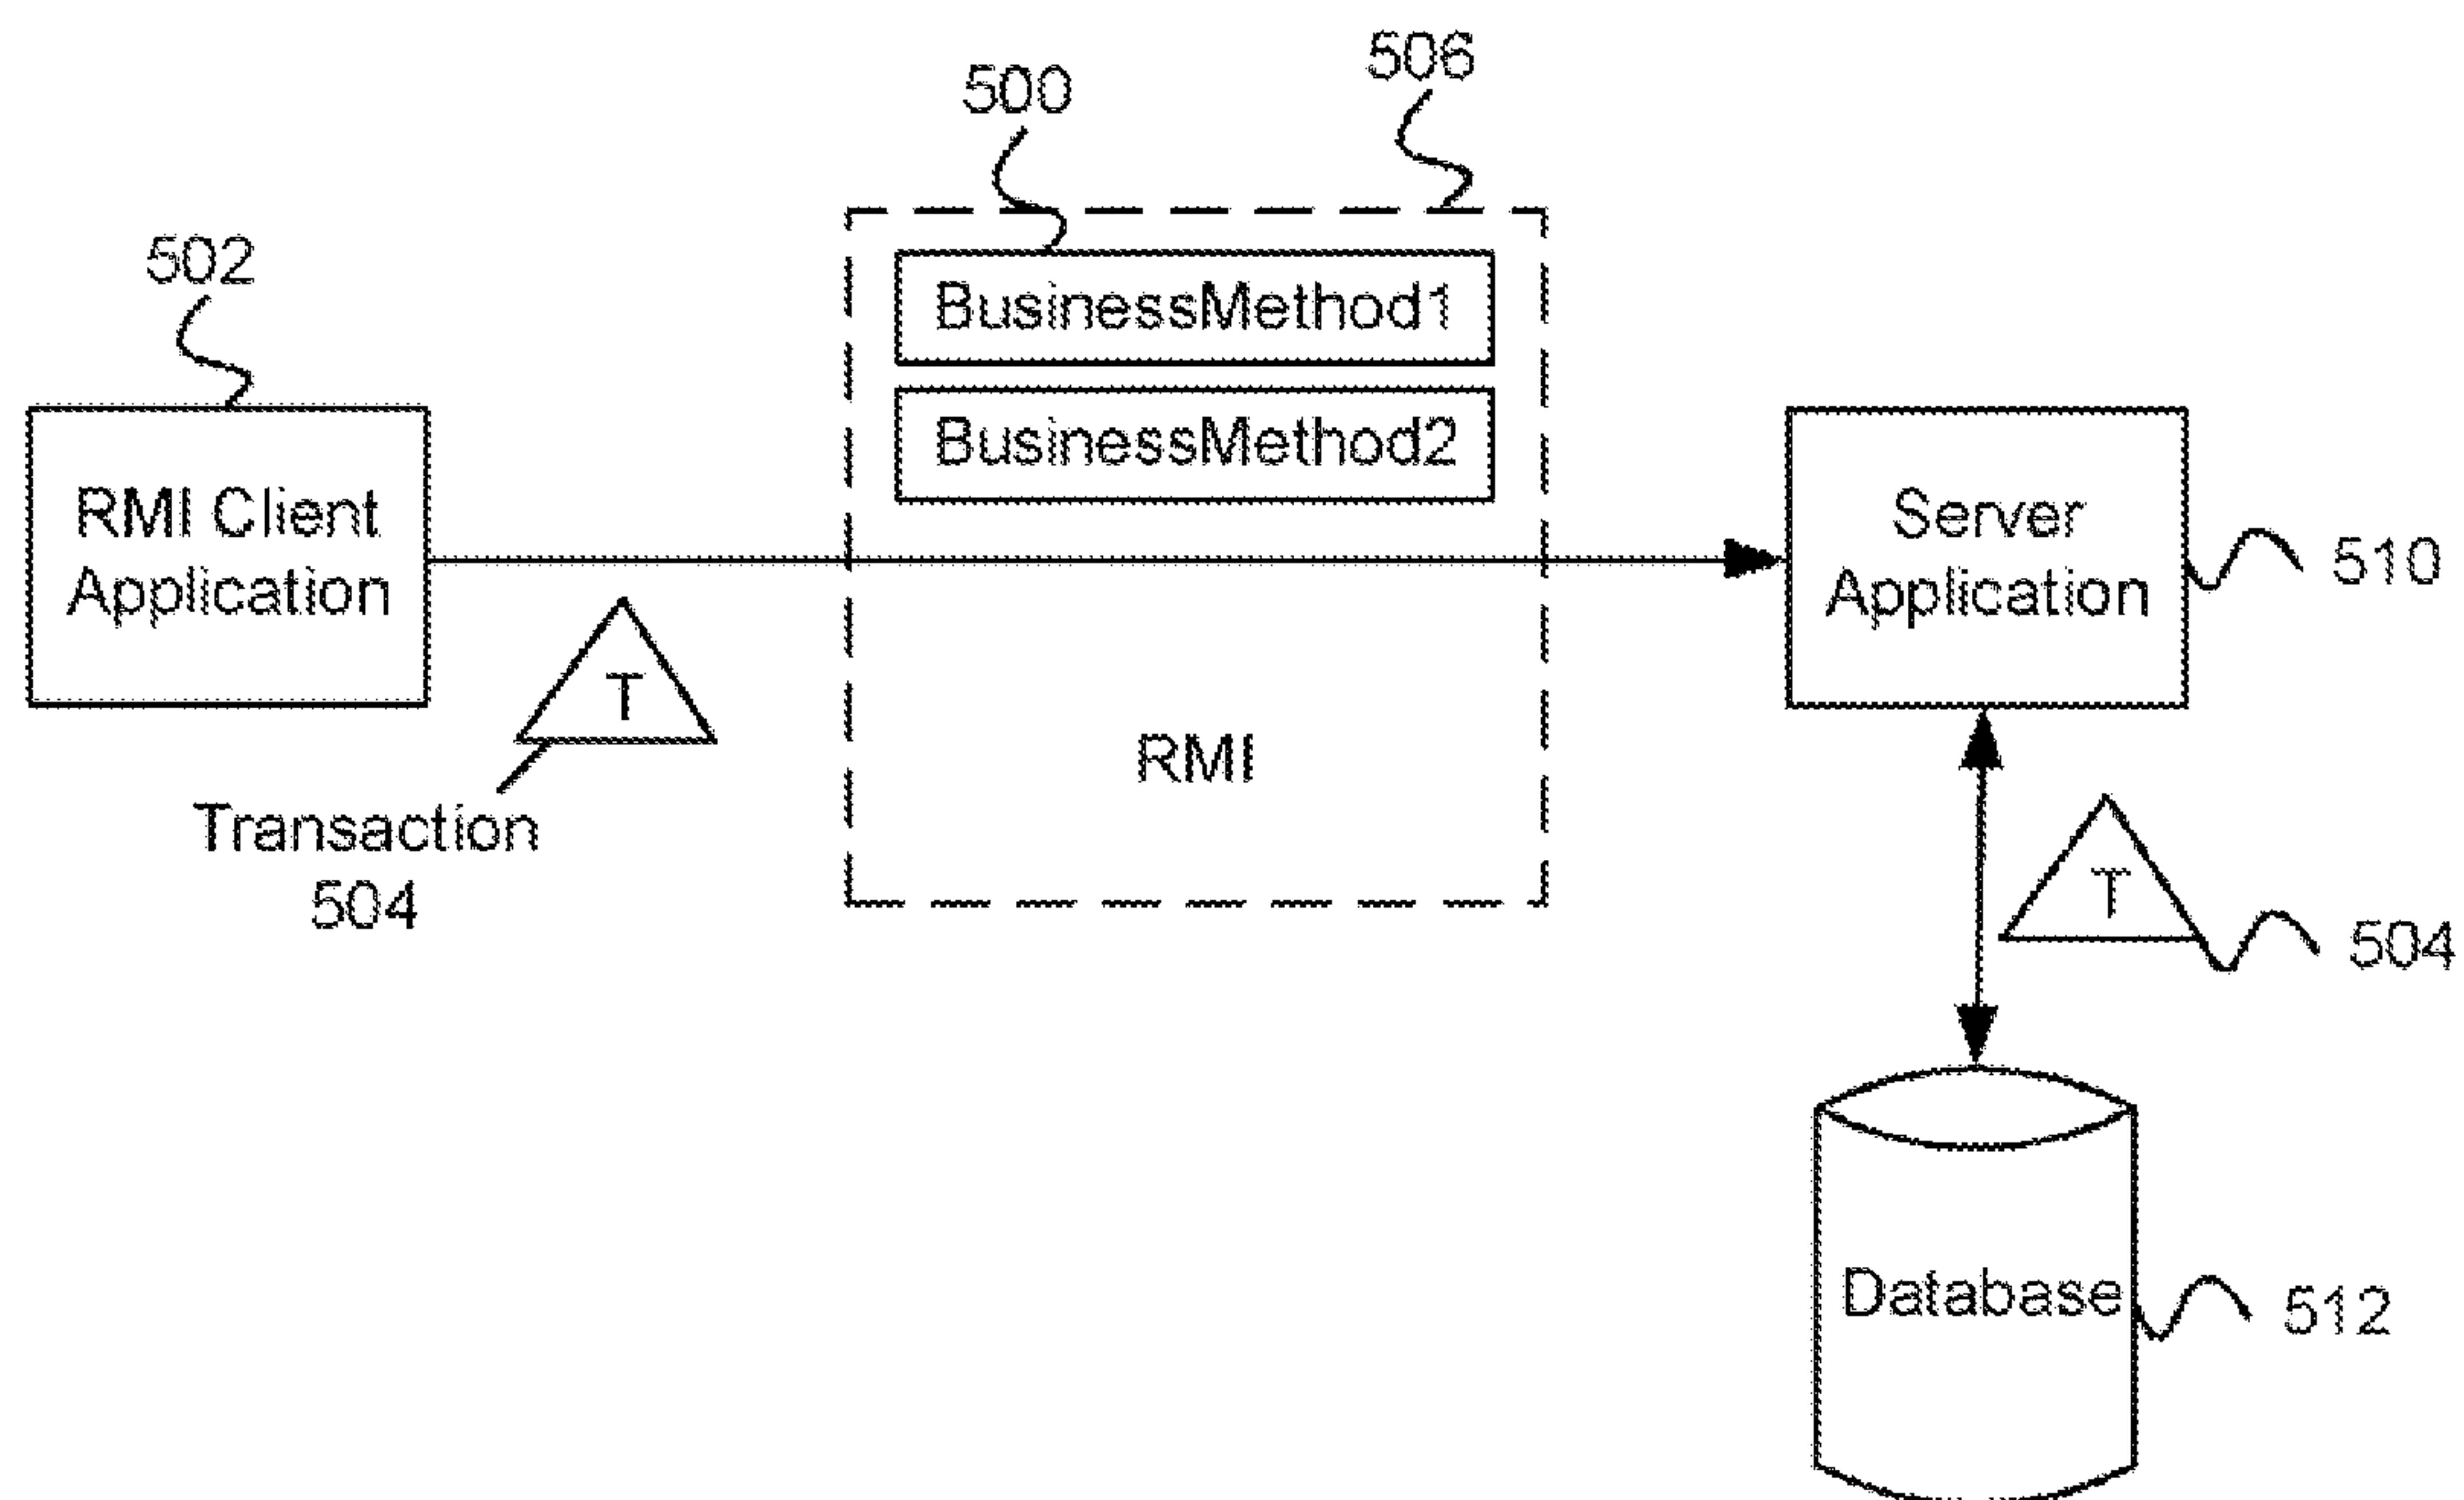 506
500
502
BusinessMethod1
BusinessMethod2
RMI Client
Application
Server
Application
510
T
Transaction
504
RMI
T
504
Database
512